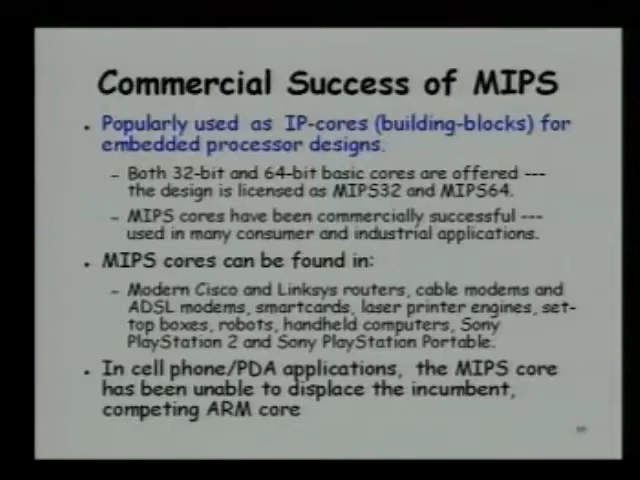 Commercial Success of MIPS
• Popularly used as IP-cores (building-blocks) for
embedded processor designs.
– Both 32-bit and 64-bit basic cores are offered ---
the design is licensed as MIPS32 and MIPS64.
– MIPS cores have been commercially successful ---
used in many consumer and industrial applications.
• MIPS cores can be found in:
– Modern Cisco and Linksys routers, cable modems and
ADSL modems, smartcards, laser printer engines, set-
top boxes, robots, handheld computers, Sony
PlayStation 2 and Sony PlayStation Portable.
• In cell phone/PDA applications, the MIPS core
has been unable to displace the incumbent,
competing ARM core